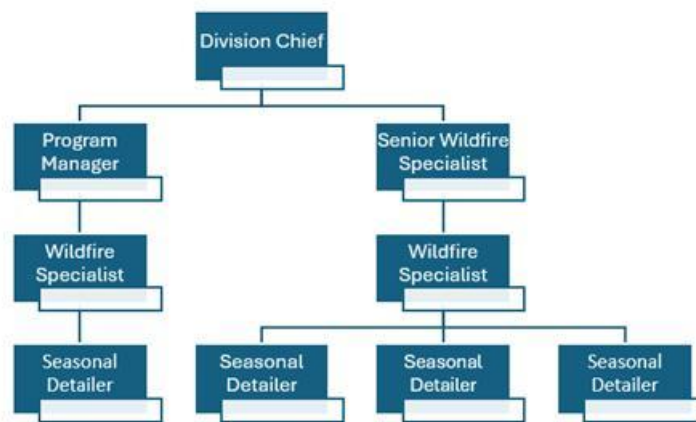 Division Chief
Program
Manager
Senior Wildfire
Specialist
Wildfire
Specialist
Wildfire
Specialist
Seasonal
Detailer
Seasonal
Detailer
Seasonal
Detailer
Seasonal
Detailer